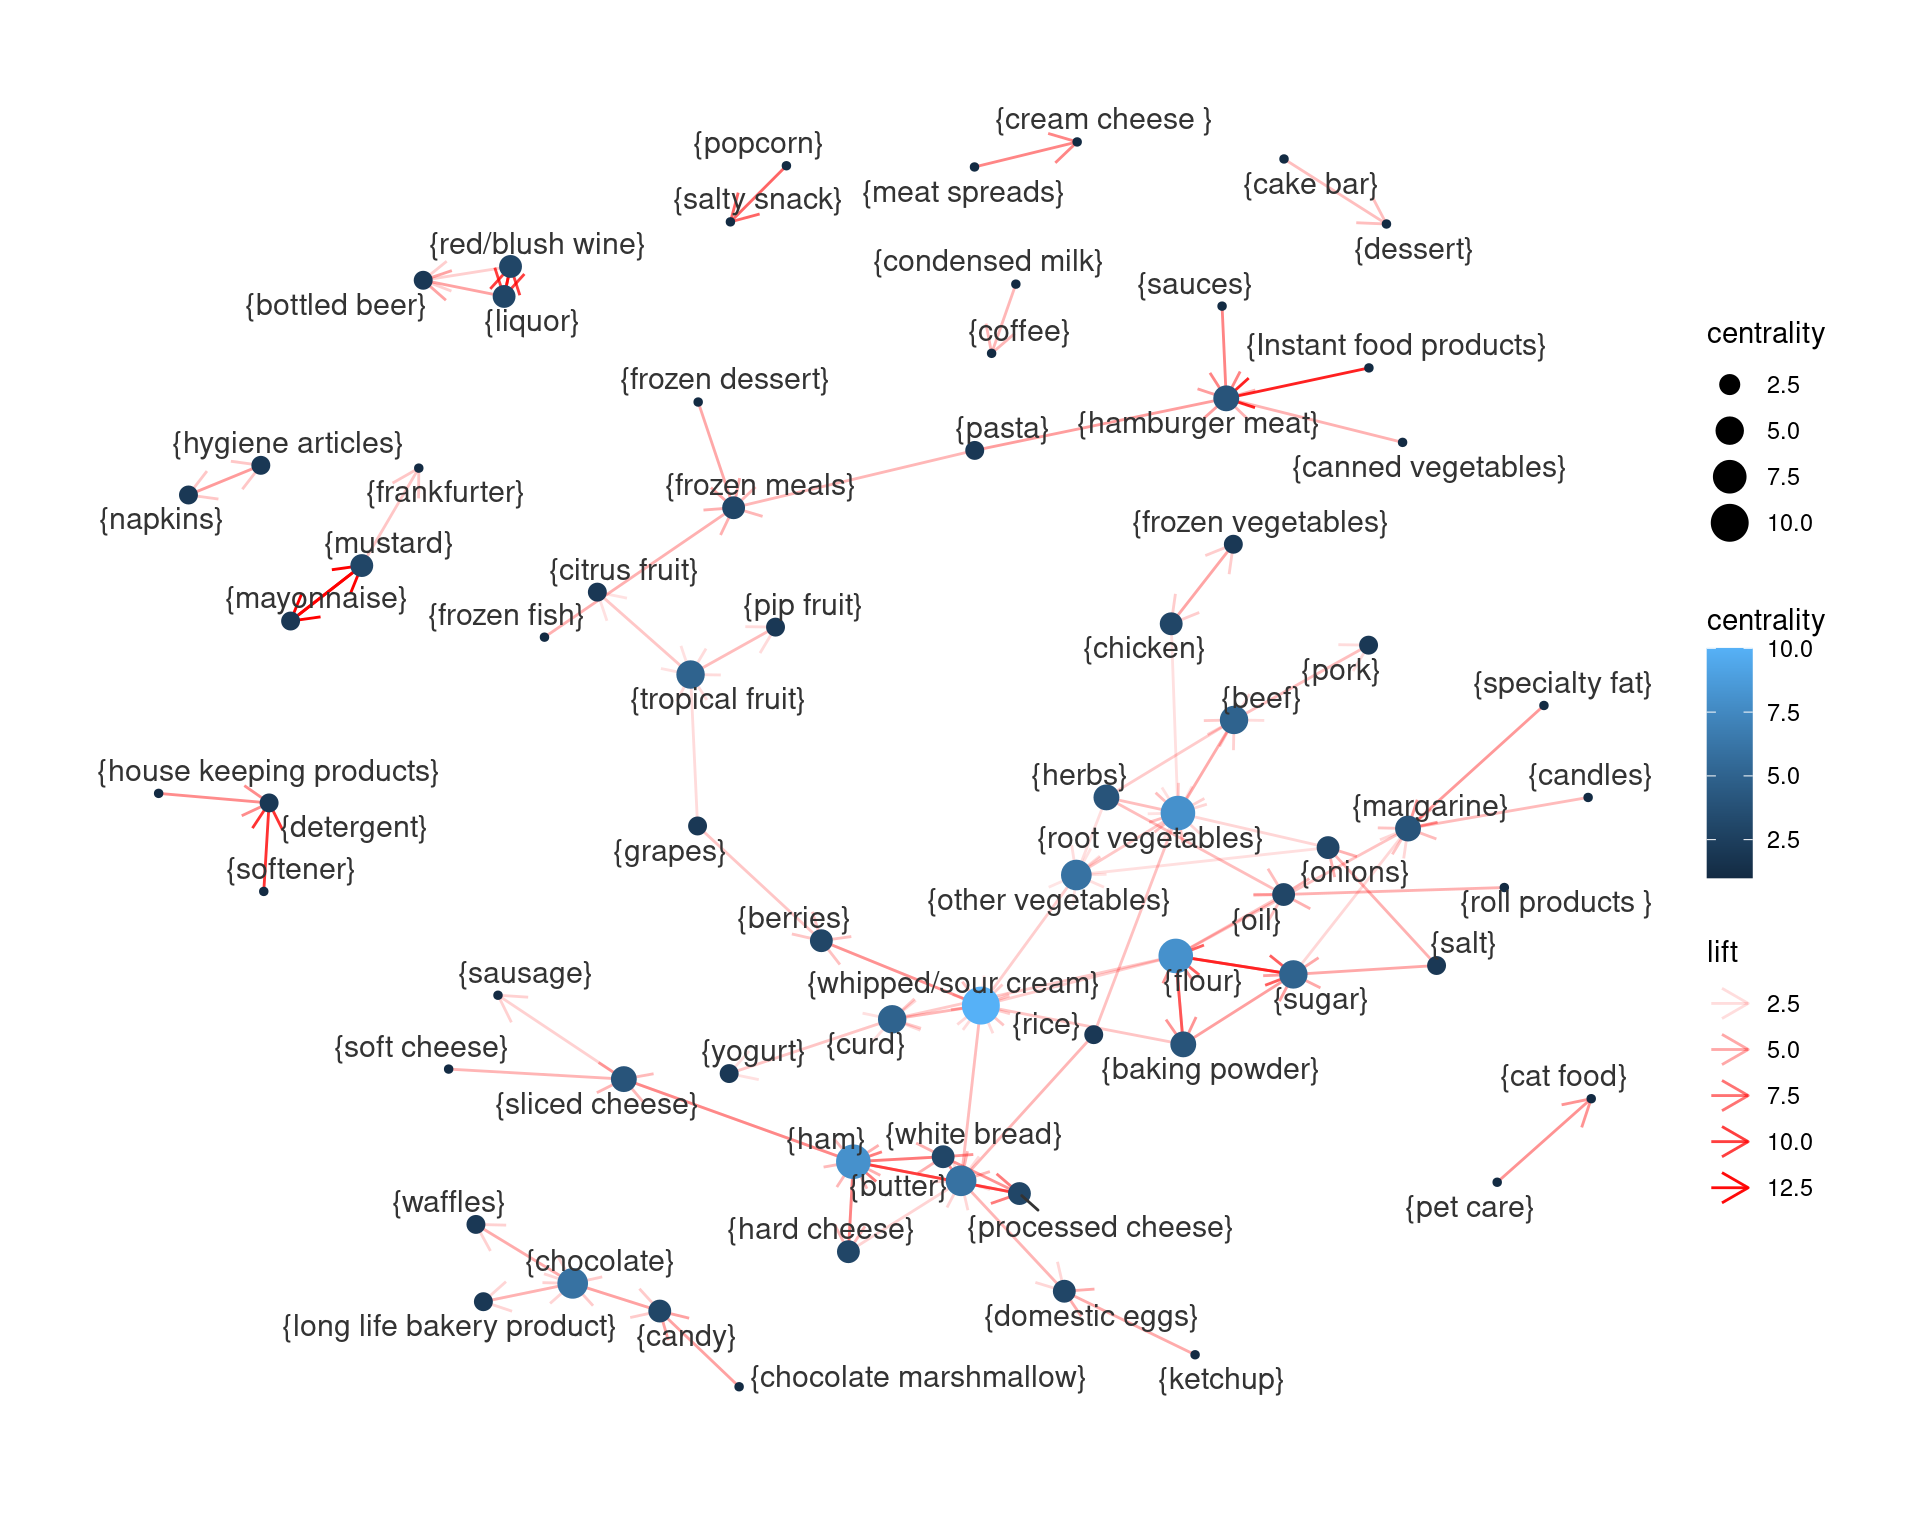 {cream cheese }
{popcorn}
{cake bar}
{meat spreads}
{salty snack}
{red/blush wine}
{dessert}
{condensed milk}
{sauces}
{bottled beer}
{liquor}
{coffee}
{Instant food products}
{frozen dessert}
{hamburger meat}
{pasta}
{hygiene articles}
{canned vegetables}
{frankfurter}
{frozen meals}
{napkins}
{frozen vegetables}
{mustard}
{citrus fruit}
{mayonnaise}
{pip fruit}
{frozen fish}
{chicken}
{pork}
{specialty fat}
{beef}
{tropical fruit}
{house keeping products}
{herbs}
{candles}
{margarine}
{detergent}
{root vegetables}
{grapes}
{softener}
{onions}
{other vegetables}
{roll products }
{berries}
{oil}
{salt}
{sausage}
{whipped/sour cream}
{flour}
{sugar}
{rice}
{curd}
{soft cheese}
{yogurt}
{baking powder}
{cat food}
{sliced cheese}
{ham}
{white bread}
{butter}
{waffles}
{pet care}
{hard cheese}
{processed cheese}
{chocolate}
{domestic eggs}
{long life bakery product}
{candy}
{chocolate marshmallow}
{ketchup}
centrality
2.5
5.0
7.5
10.0
centrality
10.0
7.5
5.0
2.5
lift
2.5
5.0
7.5
10.0
12.5